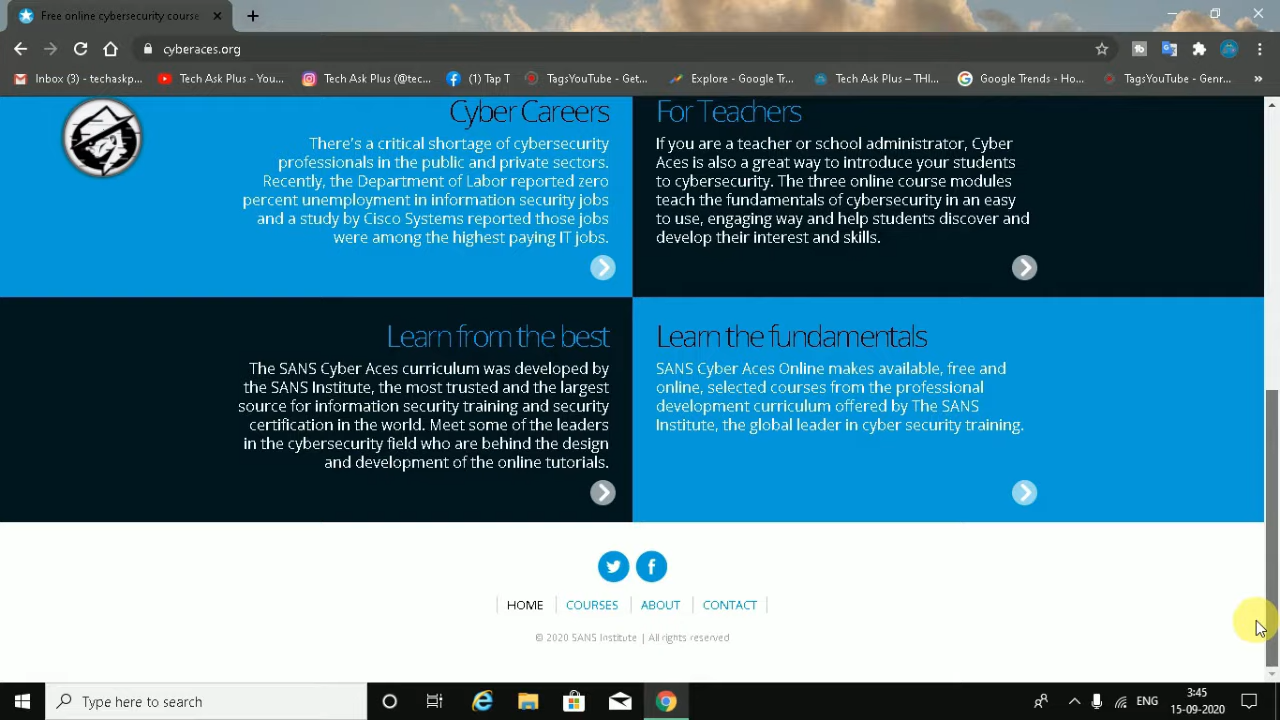 Free online cybersecurity course
cyberaces.org
Inbox (3) - techaskp...
Tech Ask Plus - You...
Tech Ask Plus (@tec...
(1) Tap T
TagsYouTube - Get...
Explore - Google Tr...
Tech Ask Plus – THI...
Google Trends - Ho...
TagsYouTube - Genr...
Cyber Careers
There's a critical shortage of cybersecurity
professionals in the public and private sectors.
Recently, the Department of Labor reported zero
percent unemployment in information security jobs
and a study by Cisco Systems reported those jobs
were among the highest paying IT jobs.
For Teachers
If you are a teacher or school administrator, Cyber
Aces is also a great way to introduce your students
to cybersecurity. The three online course modules
teach the fundamentals of cybersecurity in an easy
to use, engaging way and help students discover and
develop their interest and skills.
Learn from the best
The SANS Cyber Aces curriculum was developed by
the SANS Institute, the most trusted and the largest
source for information security training and security
certification in the world. Meet some of the leaders
in the cybersecurity field who are behind the design
and development of the online tutorials.
Learn the fundamentals
SANS Cyber Aces Online makes available, free and
online, selected courses from the professional
development curriculum offered by The SANS
Institute, the global leader in cyber security training.
HOME
COURSES
ABOUT
CONTACT
© 2020 SANS Institute | All rights reserved
Type here to search
ENG
3:45
15-09-2020